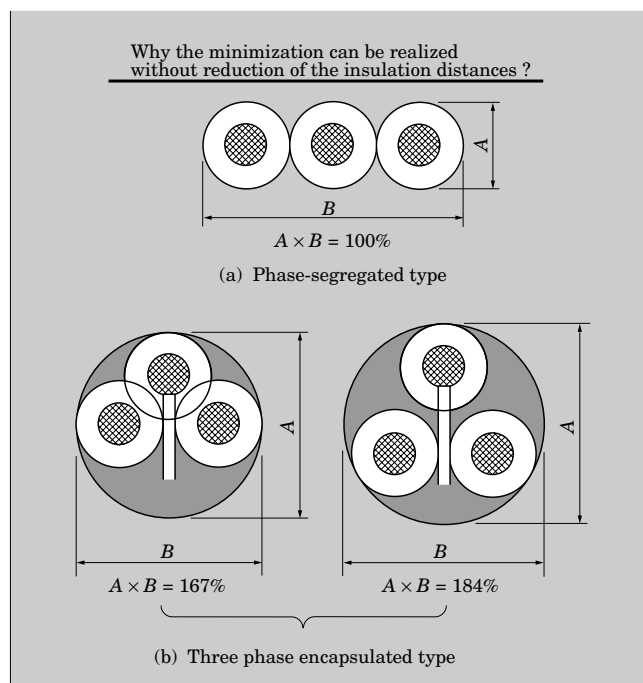 Why the minimization can be realized
without reduction of the insulation distances ?
A
B
A × B = 100%
(a) Phase-segregated type
A
A
B
B
A × B = 167%
A × B = 184%
(b) Three phase encapsulated type